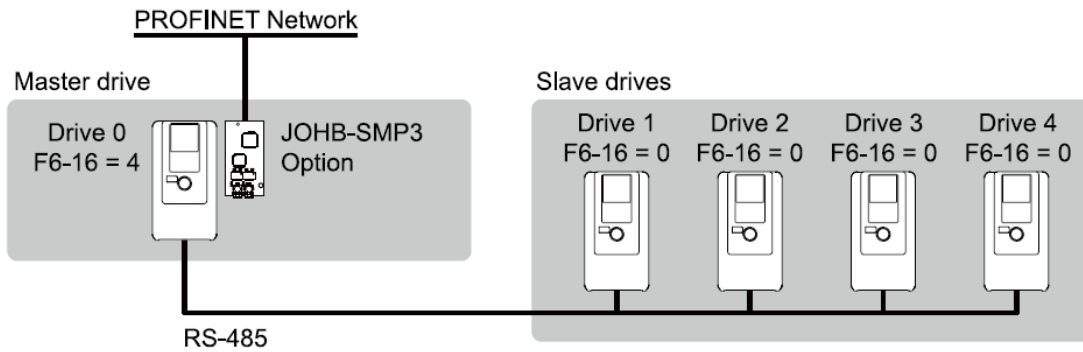 PROFINET Network
Master drive
Drive 0
F6-16 = 4
JOHB-SMP3
Option
Slave drives
Drive 1
F6-16 = 0
Drive 2
F6-16 = 0
Drive 3
F6-16 = 0
Drive 4
F6-16 = 0
RS-485